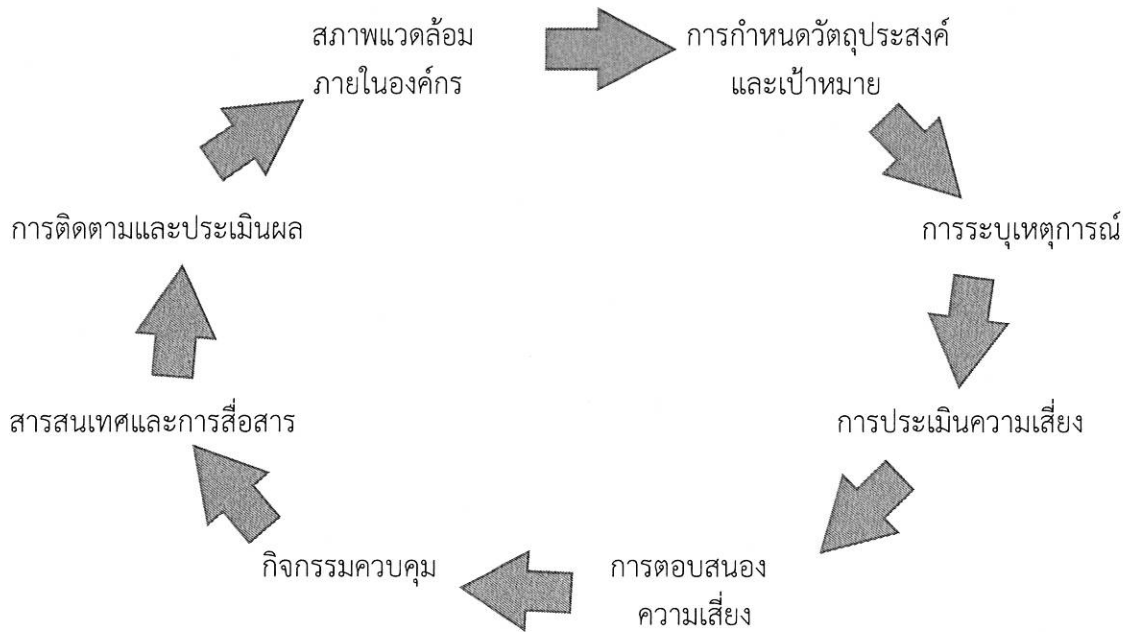 สภาพแวดล้อม
ภายในองค์กร
การกำหนดวัตถุประสงค์
และเป้าหมาย
การระบุเหตุการณ์
การประเมินความเสี่ยง
การตอบสนอง
ความเสี่ยง
กิจกรรมควบคุม
สารสนเทศและการสื่อสาร
การติดตามและประเมินผล